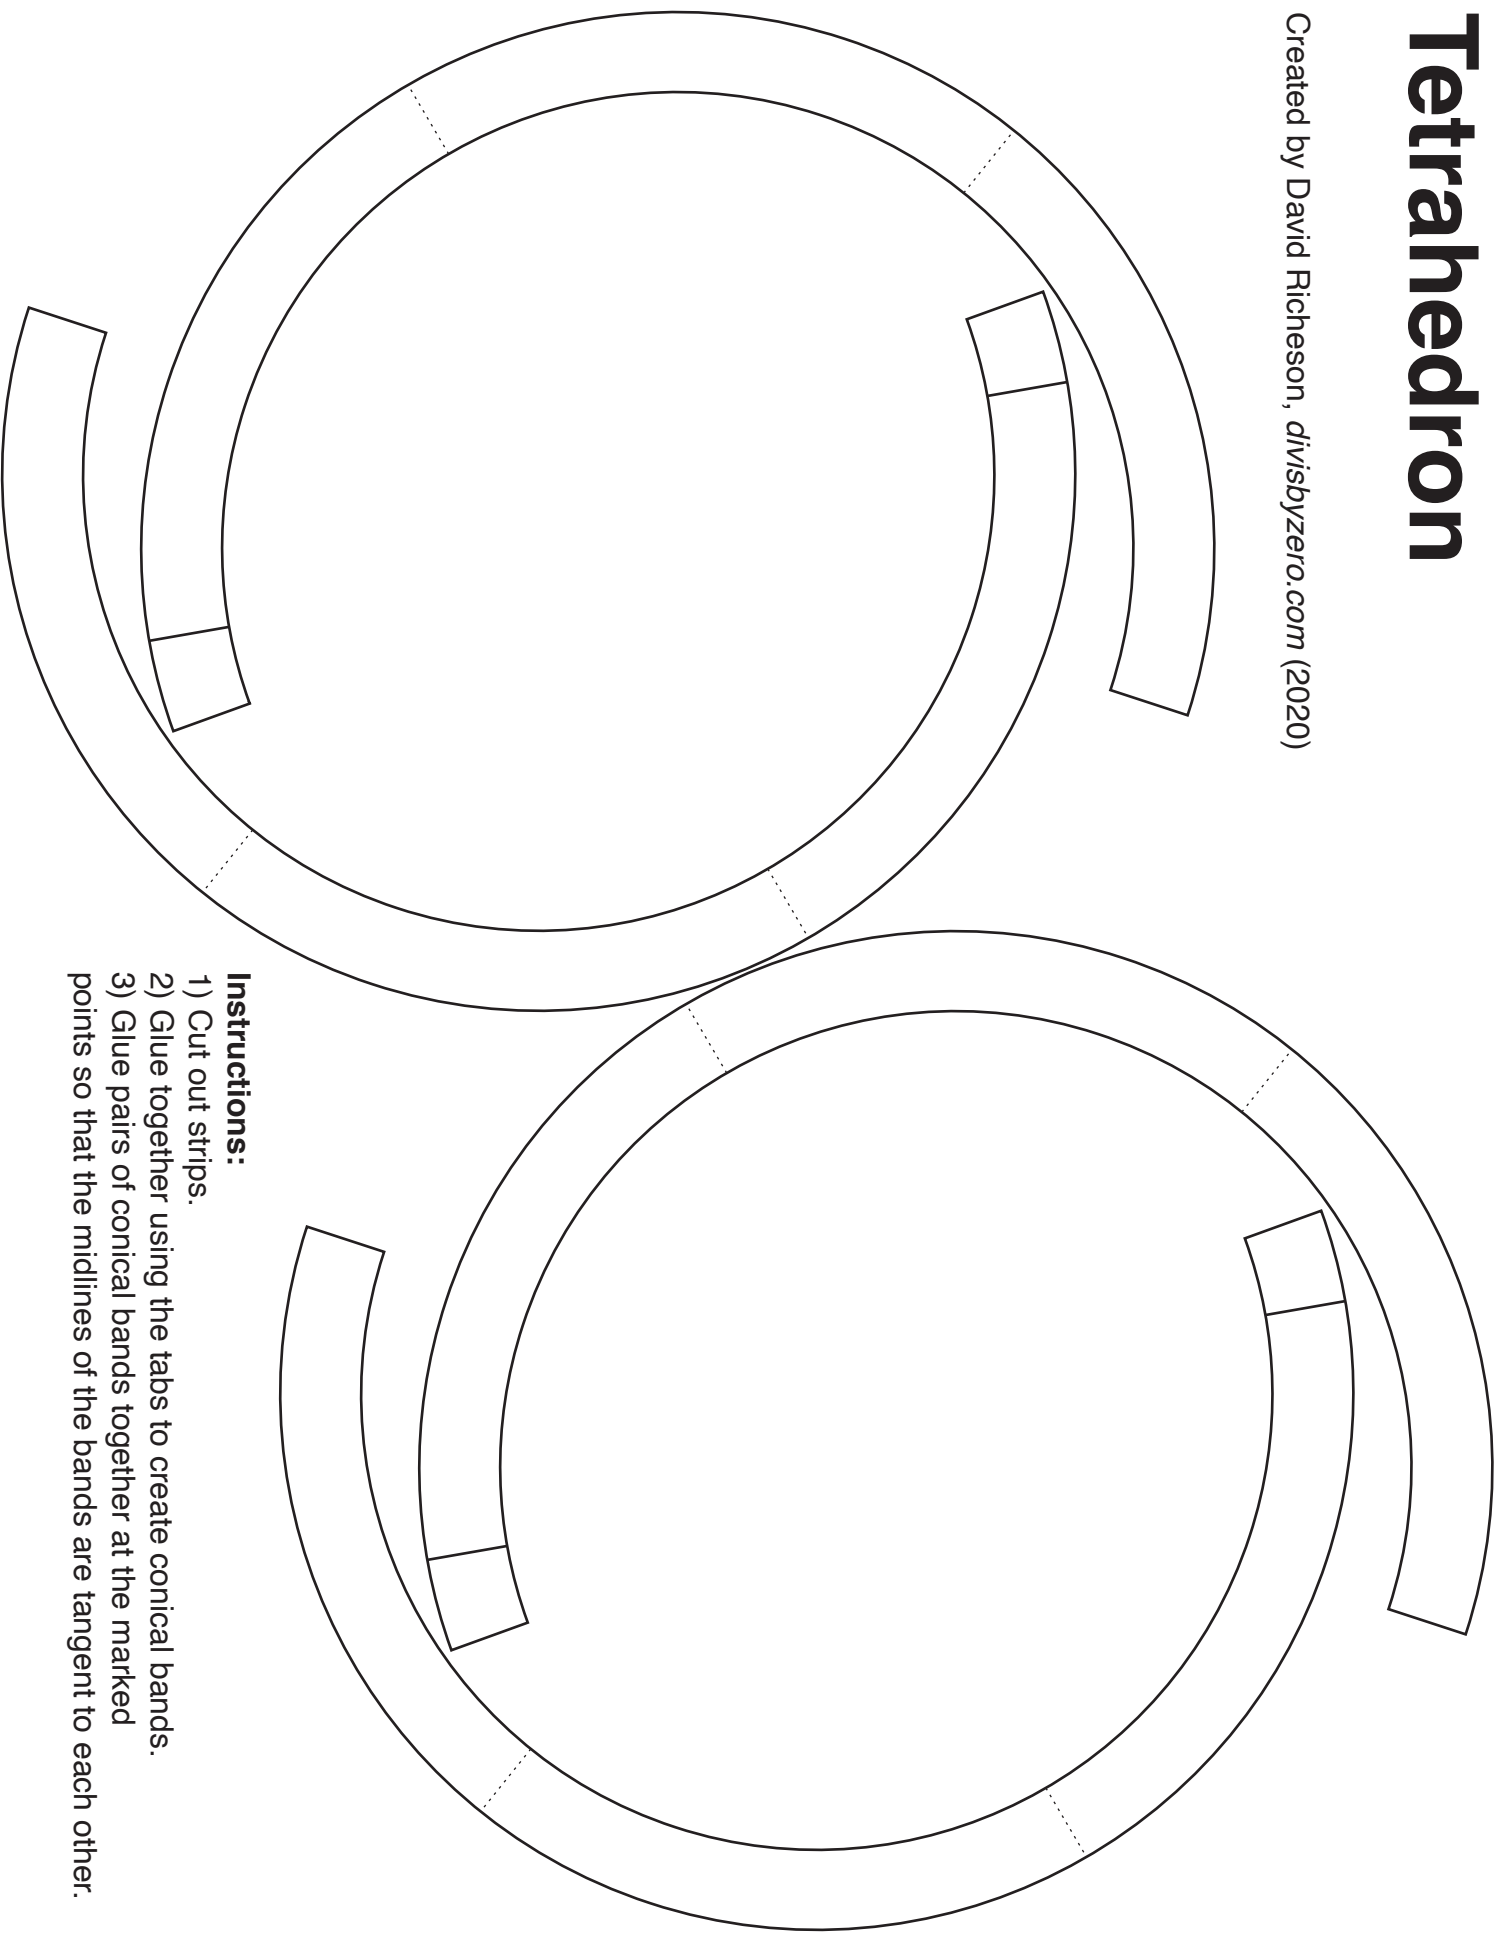 Tetrahedron
Created by David Richeson, divisbyzero.com (2020)
Instructions:
1) Cut out strips.
2) Glue together using the tabs to create conical bands.
3) Glue pairs of conical bands together at the marked
points so that the midlines of the bands are tangent to each other.